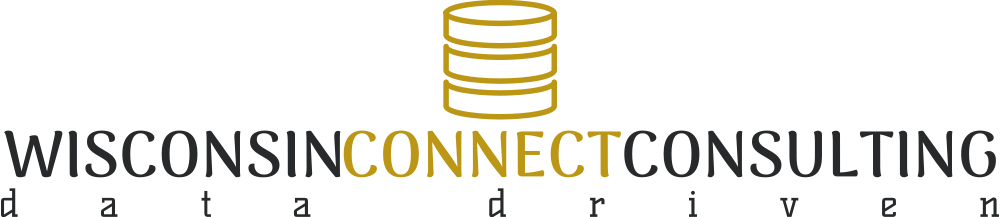 WISCONSINCONNECTCONSULTING
data driven